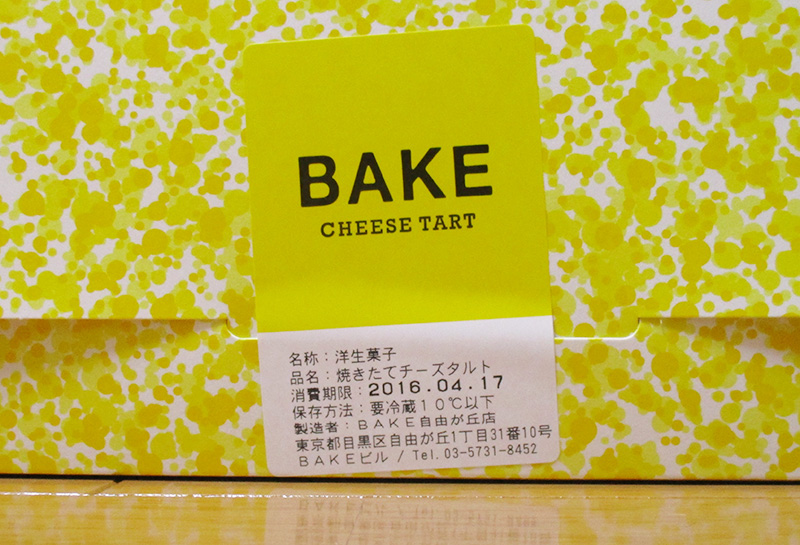 BAKE
CHEESE TART
名称：洋生菓子
品名：焼きたてチーズタルト
消費期限：2016.04.17
保存方法：要冷蔵１０℃以下
製造者：ＢＡＫＥ自由が丘店
東京都目黒区自由が丘1丁目31番10号
ＢＡＫＥビル / Tel. 03-5731-8452